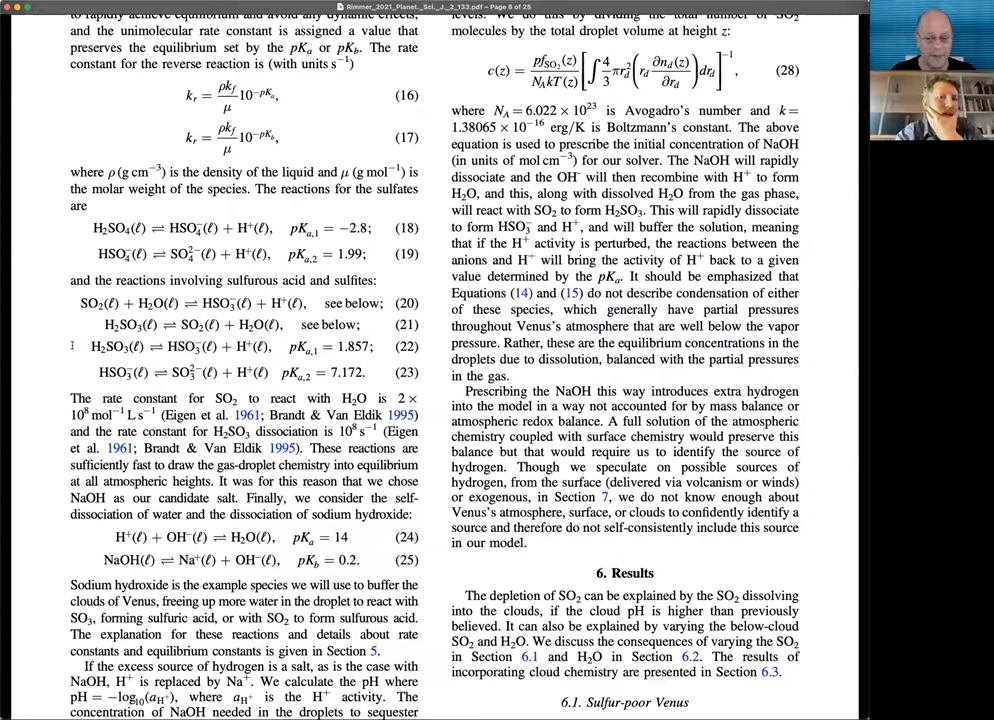 Rimmer_2021_Planet._Sci._J._2_133.pdf — Page 8 of 25
to rapidly achieve equilibrium and avoid any dynamic effects,
and the unimolecular rate constant is assigned a value that
preserves the equilibrium set by the pKa or pKb. The rate
constant for the reverse reaction is (with units s⁻¹)
kr = ρkf/μ 10^−pKa, (16)
kr = ρkf/μ 10^−pKb, (17)
where ρ (g cm⁻³) is the density of the liquid and μ (g mol⁻¹) is
the molar weight of the species. The reactions for the sulfates
are
H₂SO₄(ℓ) ⇌ HSO₄⁻(ℓ) + H⁺(ℓ), pKa,1 = −2.8; (18)
HSO₄⁻(ℓ) ⇌ SO₄²⁻(ℓ) + H⁺(ℓ), pKa,2 = 1.99; (19)
and the reactions involving sulfurous acid and sulfites:
SO₂(ℓ) + H₂O(ℓ) ⇌ HSO₃⁻(ℓ) + H⁺(ℓ), see below; (20)
H₂SO₃(ℓ) ⇌ SO₂(ℓ) + H₂O(ℓ), see below; (21)
H₂SO₃(ℓ) ⇌ HSO₃⁻(ℓ) + H⁺(ℓ), pKa,1 = 1.857; (22)
HSO₃⁻(ℓ) ⇌ SO₃²⁻(ℓ) + H⁺(ℓ) pKa,2 = 7.172. (23)
The rate constant for SO₂ to react with H₂O is 2 ×
10⁸ mol⁻¹ L s⁻¹ (Eigen et al. 1961; Brandt & Van Eldik 1995)
and the rate constant for H₂SO₃ dissociation is 10⁸ s⁻¹ (Eigen
et al. 1961; Brandt & Van Eldik 1995). These reactions are
sufficiently fast to draw the gas-droplet chemistry into equilibrium
at all atmospheric heights. It was for this reason that we chose
NaOH as our candidate salt. Finally, we consider the self-
dissociation of water and the dissociation of sodium hydroxide:
H⁺(ℓ) + OH⁻(ℓ) ⇌ H₂O(ℓ), pKa = 14 (24)
NaOH(ℓ) ⇌ Na⁺(ℓ) + OH⁻(ℓ), pKb = 0.2. (25)
Sodium hydroxide is the example species we will use to buffer the
clouds of Venus, freeing up more water in the droplet to react with
SO₃, forming sulfuric acid, or with SO₂ to form sulfurous acid.
The explanation for these reactions and details about rate
constants and equilibrium constants is given in Section 5.
If the excess source of hydrogen is a salt, as is the case with
NaOH, H⁺ is replaced by Na⁺. We calculate the pH where
pH = −log₁₀(aH⁺), where aH⁺ is the H⁺ activity. The
concentration of NaOH needed in the droplets to sequester
levels. We do this by dividing the total number of SO₂
molecules by the total droplet volume at height z:
c(z) = pfSO₂(z)/NAkT(z) [∫ 4/3 πrd² (rd ∂nd(z)/∂rd) drd]⁻¹, (28)
where NA = 6.022 × 10²³ is Avogadro's number and k =
1.38065 × 10⁻¹⁶ erg/K is Boltzmann's constant. The above
equation is used to prescribe the initial concentration of NaOH
(in units of mol cm⁻³) for our solver. The NaOH will rapidly
dissociate and the OH⁻ will then recombine with H⁺ to form
H₂O, and this, along with dissolved H₂O from the gas phase,
will react with SO₂ to form H₂SO₃. This will rapidly dissociate
to form HSO₃⁻ and H⁺, and will buffer the solution, meaning
that if the H⁺ activity is perturbed, the reactions between the
anions and H⁺ will bring the activity of H⁺ back to a given
value determined by the pKa. It should be emphasized that
Equations (14) and (15) do not describe condensation of either
of these species, which generally have partial pressures
throughout Venus's atmosphere that are well below the vapor
pressure. Rather, these are the equilibrium concentrations in the
droplets due to dissolution, balanced with the partial pressures
in the gas.
Prescribing the NaOH this way introduces extra hydrogen
into the model in a way not accounted for by mass balance or
atmospheric redox balance. A full solution of the atmospheric
chemistry coupled with surface chemistry would preserve this
balance but that would require us to identify the source of
hydrogen. Though we speculate on possible sources of
hydrogen, from the surface (delivered via volcanism or winds)
or exogenous, in Section 7, we do not know enough about
Venus's atmosphere, surface, or clouds to confidently identify a
source and therefore do not self-consistently include this source
in our model.
6. Results
The depletion of SO₂ can be explained by the SO₂ dissolving
into the clouds, if the cloud pH is higher than previously
believed. It can also be explained by varying the below-cloud
SO₂ and H₂O. We discuss the consequences of varying the SO₂
in Section 6.1 and H₂O in Section 6.2. The results of
incorporating cloud chemistry are presented in Section 6.3.
6.1. Sulfur-poor Venus